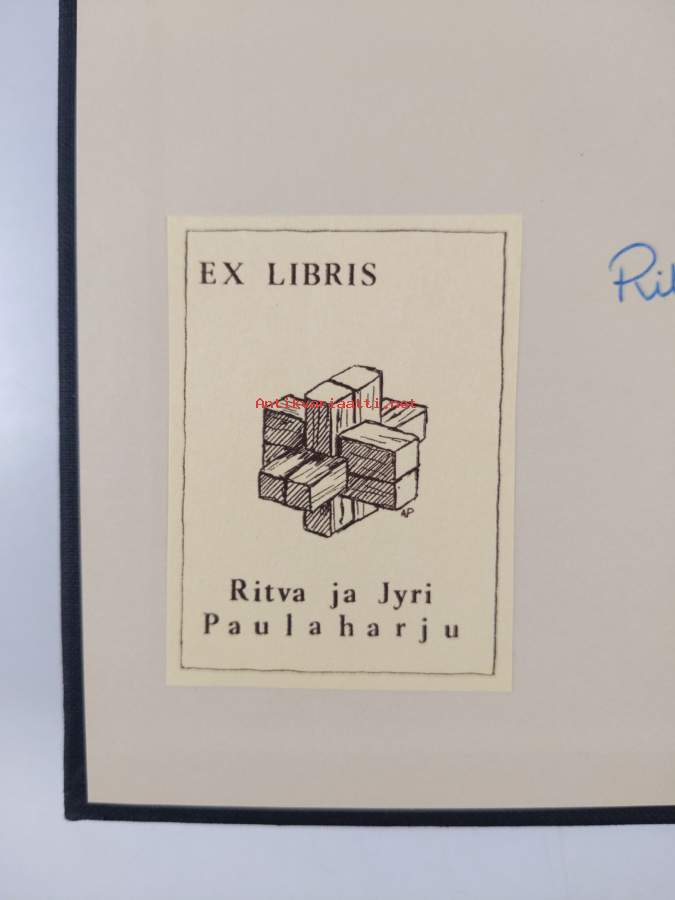 EX LIBRIS
Antikvariaatti.net
AP
Ritva ja Jyri
Paulaharju